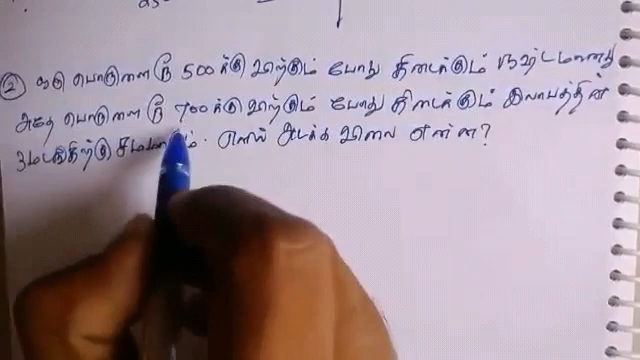 ② ஒரு பொருளை ரூ 500க்கு விற்கும் போது கிடைக்கும் நஷ்டமானது
அதே பொருளை ரூ 700க்கு விற்கும் போது கிடைக்கும் இலாபத்தின்
3மடங்கிற்கு சமமாகும். எனில் அடக்க விலை என்ன?